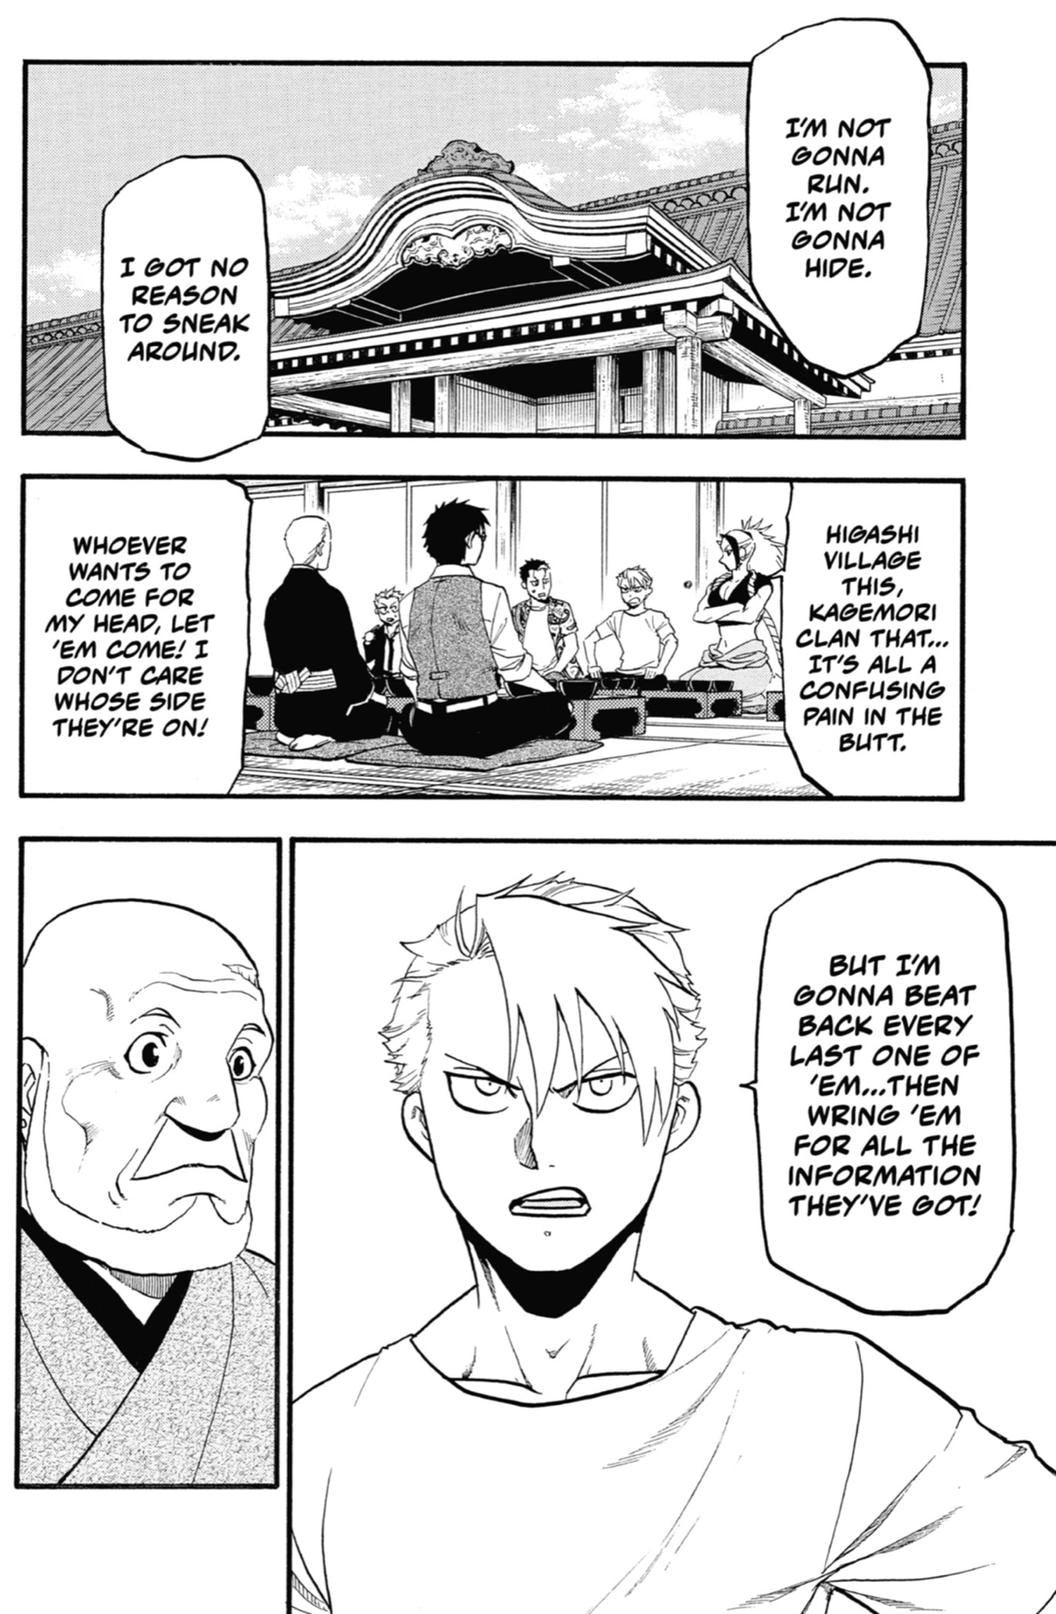 I'M NOT
GONNA
RUN.
I'M NOT
GONNA
HIDE.
I GOT NO
REASON
TO SNEAK
AROUND.
HIGASHI
VILLAGE
THIS,
KAGEMORI
CLAN THAT...
IT'S ALL A
CONFUSING
PAIN IN THE
BUTT.
WHOEVER
WANTS TO
COME FOR
MY HEAD, LET
'EM COME! I
DON'T CARE
WHOSE SIDE
THEY'RE ON!
BUT I'M
GONNA BEAT
BACK EVERY
LAST ONE OF
'EM...THEN
WRING 'EM
FOR ALL THE
INFORMATION
THEY'VE GOT!